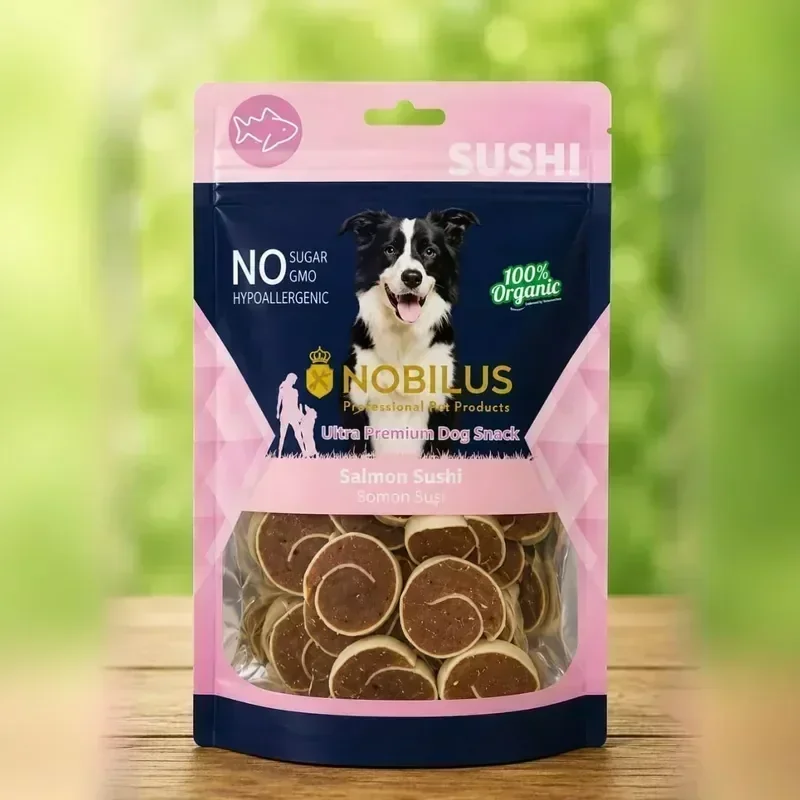 SUSHI
NO SUGAR
GMO
HYPOALLERGENIC
100%
Organic
NOBILUS
Professional Pet Products
Ultra Premium Dog Snack
Salmon Sushi
Somon Suşi